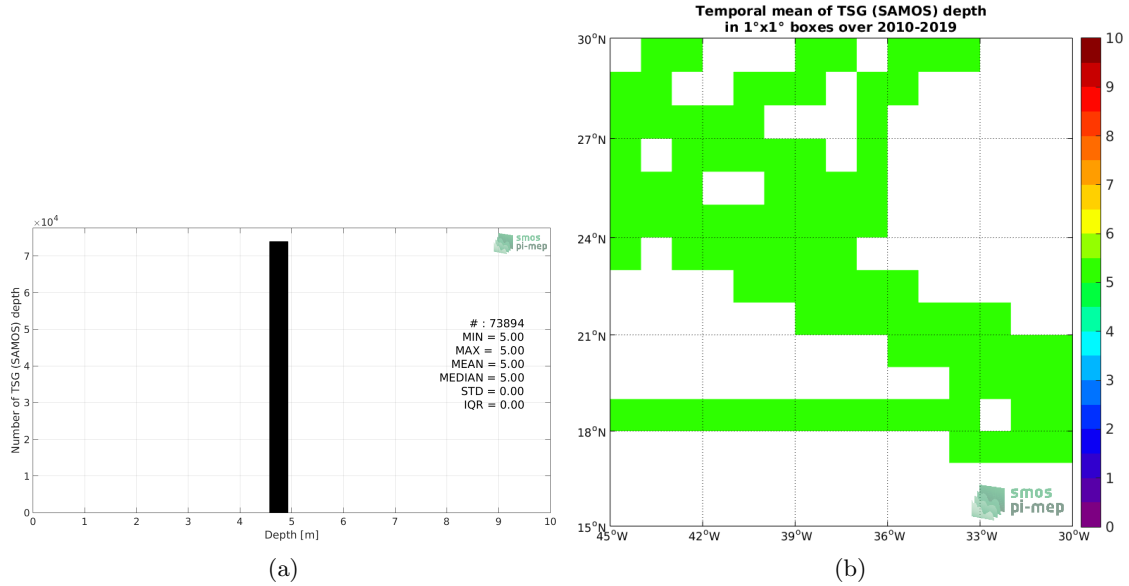 ×10⁴
7
6
5
4
3
2
1
0
Number of TSG (SAMOS) depth
smos
pi-mep
# : 73894
MIN = 5.00
MAX = 5.00
MEAN = 5.00
MEDIAN = 5.00
STD = 0.00
IQR = 0.00
0 1 2 3 4 5 6 7 8 9 10
Depth [m]
(a)
Temporal mean of TSG (SAMOS) depth
in 1°x1° boxes over 2010-2019
30°N
27°N
24°N
21°N
18°N
15°N
45°W 42°W 39°W 36°W 33°W 30°W
smos
pi-mep
10
9
8
7
6
5
4
3
2
1
0
(b)